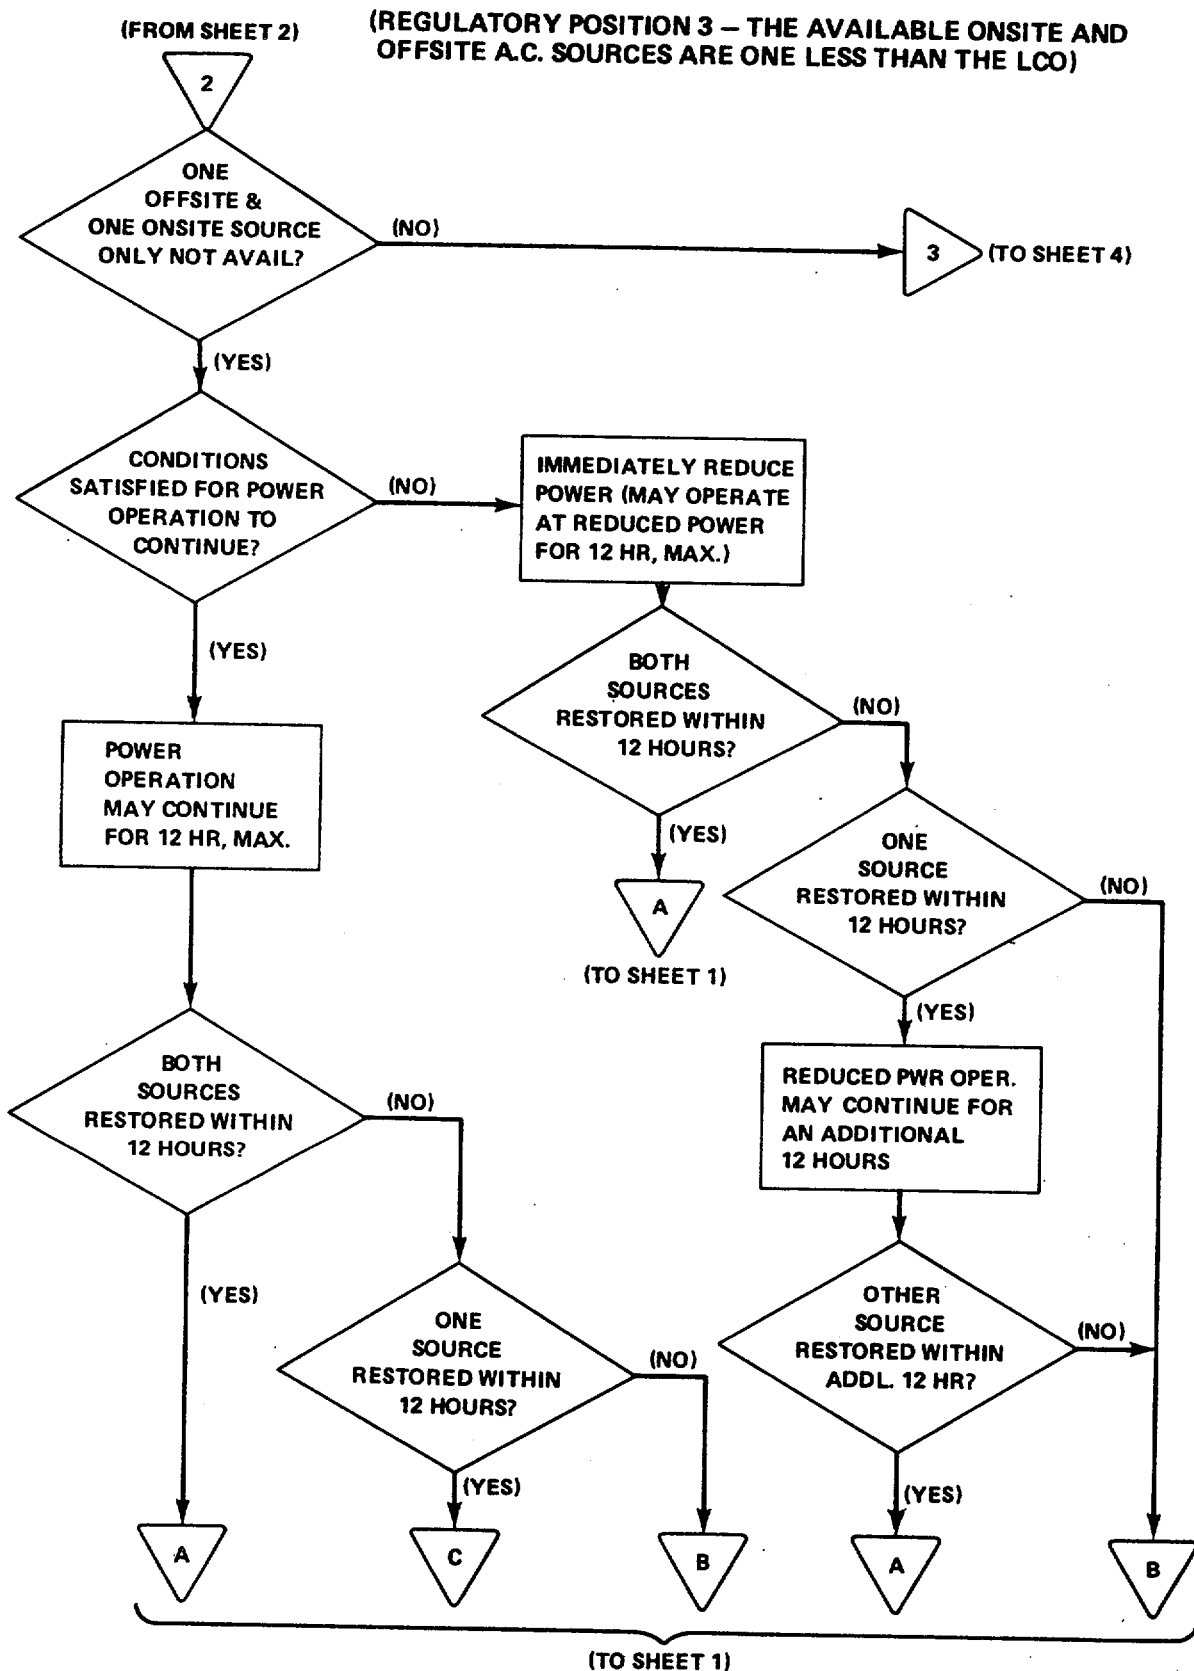 (FROM SHEET 2)
(REGULATORY POSITION 3 – THE AVAILABLE ONSITE AND
OFFSITE A.C. SOURCES ARE ONE LESS THAN THE LCO)
2
ONE
OFFSITE &
ONE ONSITE SOURCE
ONLY NOT AVAIL?
(NO)
3
(TO SHEET 4)
(YES)
CONDITIONS
SATISFIED FOR POWER
OPERATION TO
CONTINUE?
(NO)
IMMEDIATELY REDUCE
POWER (MAY OPERATE
AT REDUCED POWER
FOR 12 HR, MAX.)
(YES)
BOTH
SOURCES
RESTORED WITHIN
12 HOURS?
(NO)
POWER
OPERATION
MAY CONTINUE
FOR 12 HR, MAX.
(YES)
A
(TO SHEET 1)
ONE
SOURCE
RESTORED WITHIN
12 HOURS?
(NO)
(YES)
BOTH
SOURCES
RESTORED WITHIN
12 HOURS?
(NO)
REDUCED PWR OPER.
MAY CONTINUE FOR
AN ADDITIONAL
12 HOURS
(YES)
ONE
SOURCE
RESTORED WITHIN
12 HOURS?
(NO)
OTHER
SOURCE
RESTORED WITHIN
ADDL. 12 HR?
(NO)
(YES)
(YES)
A
C
B
A
B
(TO SHEET 1)